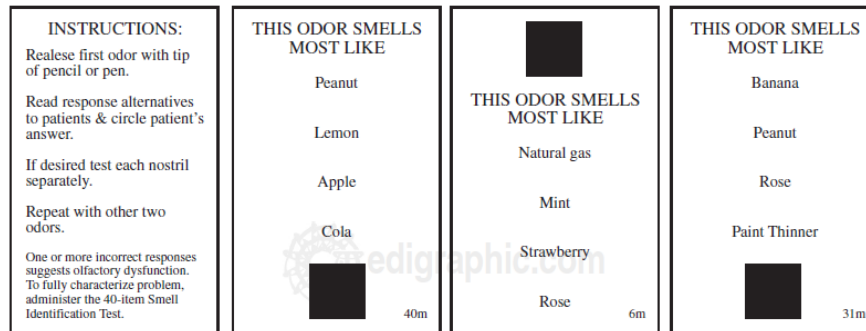 INSTRUCTIONS:
Realese first odor with tip
of pencil or pen.
Read response alternatives
to patients & circle patient's
answer.
If desired test each nostril
separately.
Repeat with other two
odors.
One or more incorrect responses
suggests olfactory dysfunction.
To fully characterize problem,
administer the 40-item Smell
Identification Test.
THIS ODOR SMELLS
MOST LIKE
Peanut
Lemon
Apple
Cola
40m
THIS ODOR SMELLS
MOST LIKE
Natural gas
Mint
Strawberry
Rose
6m
THIS ODOR SMELLS
MOST LIKE
Banana
Peanut
Rose
Paint Thinner
31m
edigraphic.com